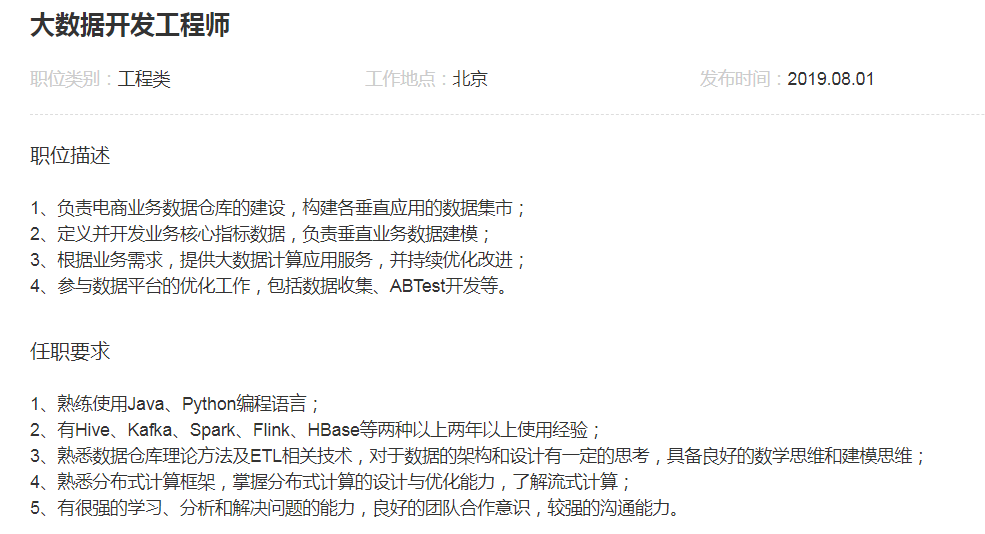 大数据开发工程师
职位类别：工程类 工作地点：北京 发布时间：2019.08.01
职位描述
1、负责电商业务数据仓库的建设，构建各垂直应用的数据集市；
2、定义并开发业务核心指标数据，负责垂直业务数据建模；
3、根据业务需求，提供大数据计算应用服务，并持续优化改进；
4、参与数据平台的优化工作，包括数据收集、ABTest开发等。
任职要求
1、熟练使用Java、Python编程语言；
2、有Hive、Kafka、Spark、Flink、HBase等两种以上两年以上使用经验；
3、熟悉数据仓库理论方法及ETL相关技术，对于数据的架构和设计有一定的思考，具备良好的数学思维和建模思维；
4、熟悉分布式计算框架，掌握分布式计算的设计与优化能力，了解流式计算；
5、有很强的学习、分析和解决问题的能力，良好的团队合作意识，较强的沟通能力。